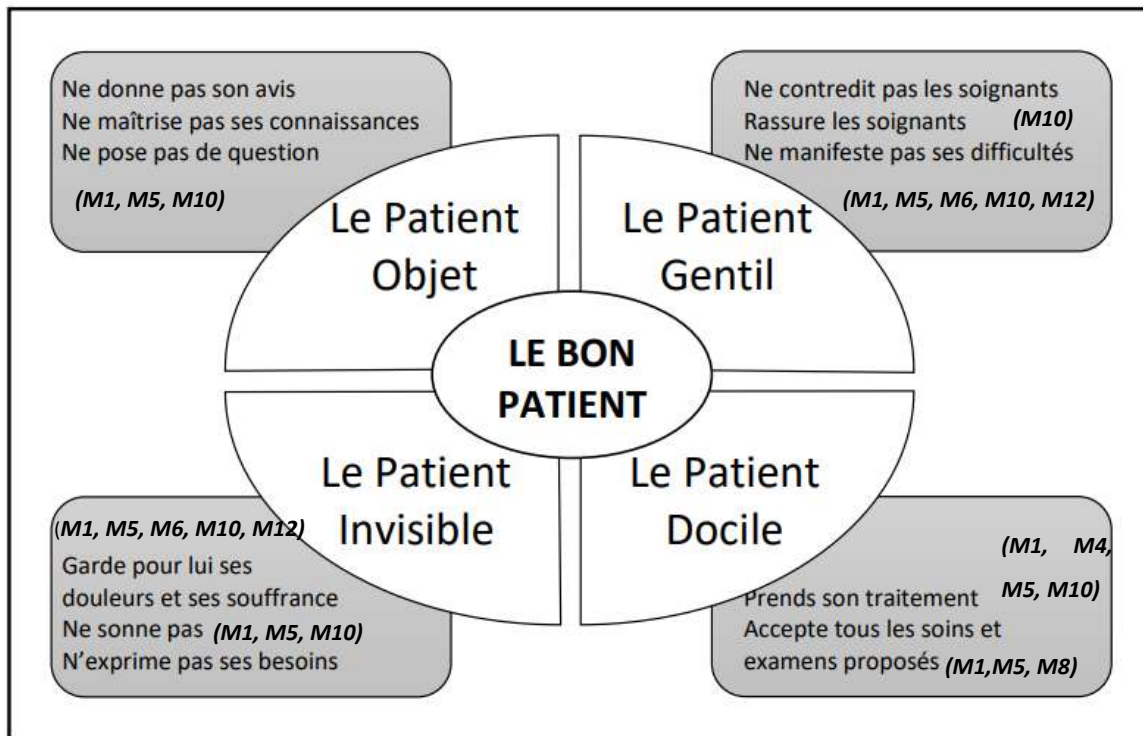 Ne donne pas son avis
Ne maîtrise pas ses connaissances
Ne pose pas de question
(M1, M5, M10)
Ne contredit pas les soignants
Rassure les soignants (M10)
Ne manifeste pas ses difficultés
(M1, M5, M6, M10, M12)
Le Patient
Objet
Le Patient
Gentil
LE BON
PATIENT
Le Patient
Invisible
Le Patient
Docile
(M1, M5, M6, M10, M12)
Garde pour lui ses
douleurs et ses souffrance
Ne sonne pas (M1, M5, M10)
N'exprime pas ses besoins
(M1, M4,
M5, M10)
Prends son traitement
Accepte tous les soins et
examens proposés (M1,M5, M8)